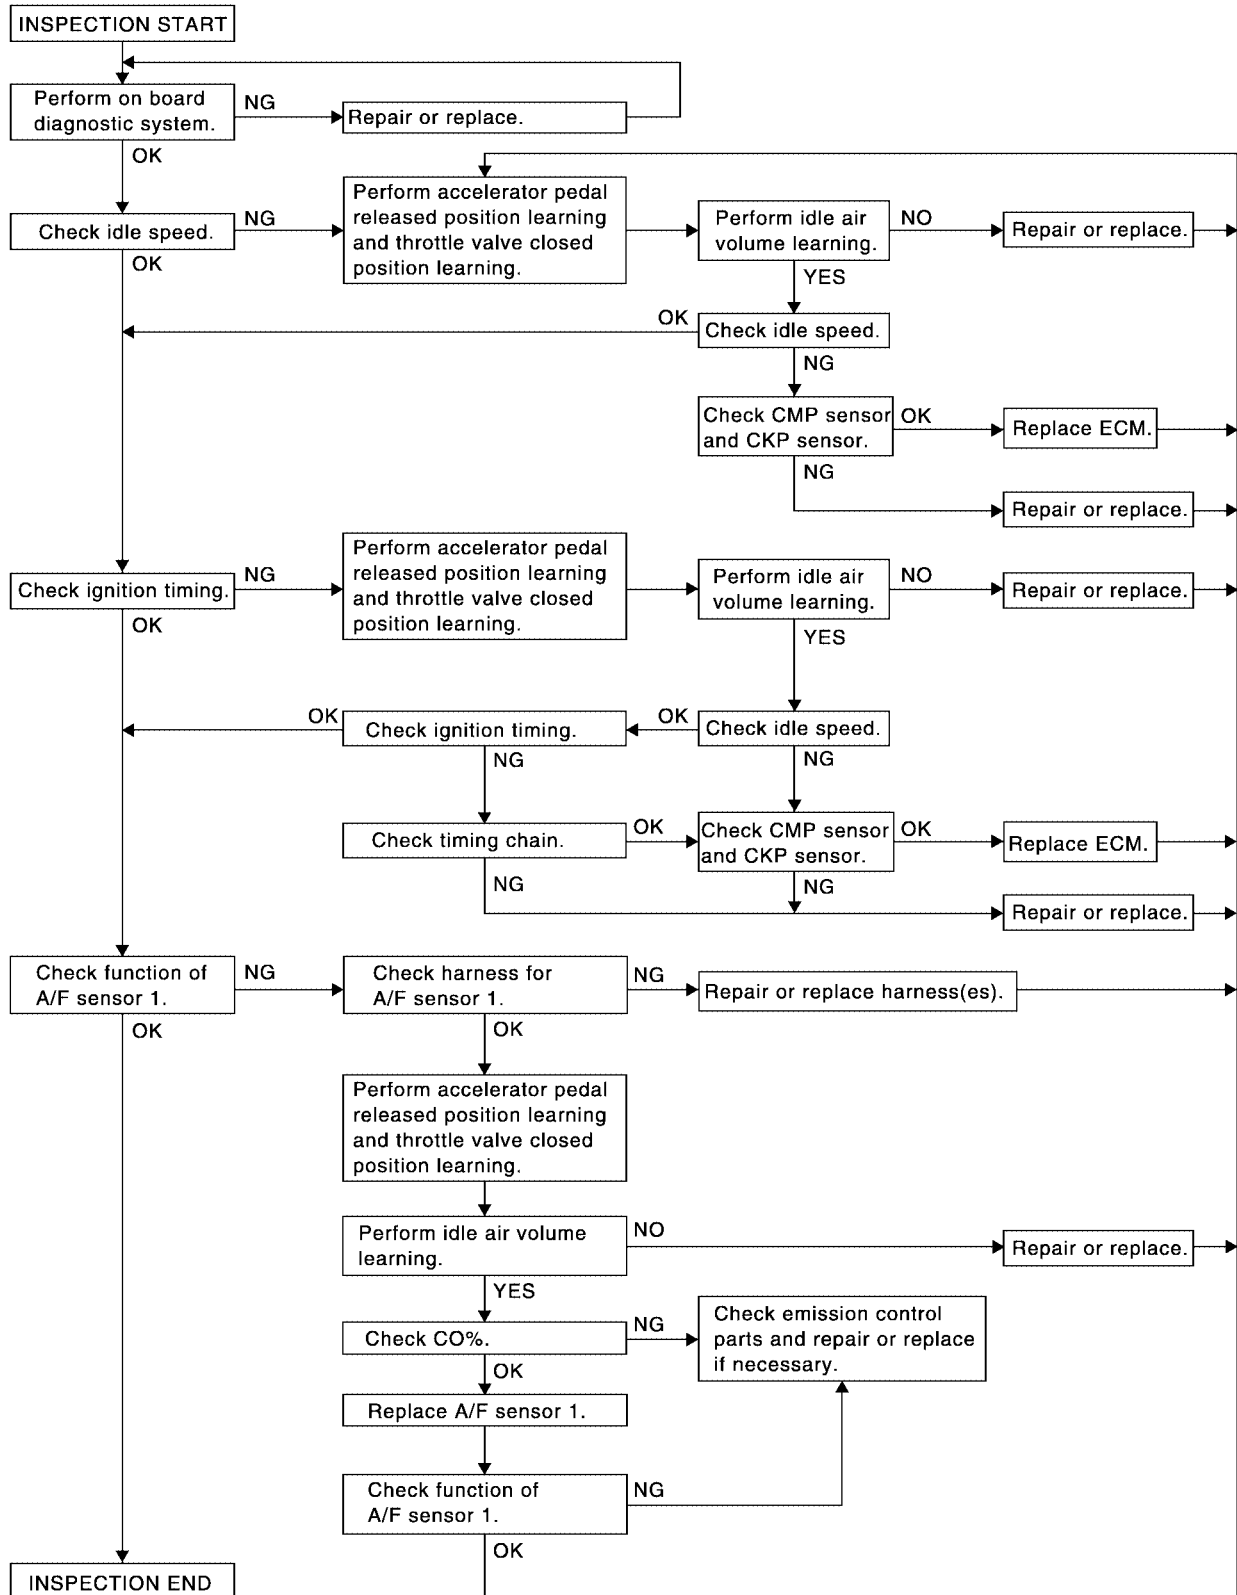 INSPECTION START
Perform on board
diagnostic system.
NG
Repair or replace.
OK
Check idle speed.
NG
Perform accelerator pedal
released position learning
and throttle valve closed
position learning.
Perform idle air
volume learning.
NO
Repair or replace.
OK
YES
OK
Check idle speed.
NG
Check CMP sensor
and CKP sensor.
OK
Replace ECM.
NG
Repair or replace.
Check ignition timing.
NG
Perform accelerator pedal
released position learning
and throttle valve closed
position learning.
Perform idle air
volume learning.
NO
Repair or replace.
OK
YES
OK
Check ignition timing.
OK
Check idle speed.
NG
NG
Check timing chain.
OK
Check CMP sensor
and CKP sensor.
OK
Replace ECM.
NG
NG
Repair or replace.
Check function of
A/F sensor 1.
NG
Check harness for
A/F sensor 1.
NG
Repair or replace harness(es).
OK
OK
Perform accelerator pedal
released position learning
and throttle valve closed
position learning.
Perform idle air volume
learning.
NO
Repair or replace.
YES
Check CO%.
NG
Check emission control
parts and repair or replace
if necessary.
OK
Replace A/F sensor 1.
Check function of
A/F sensor 1.
NG
OK
INSPECTION END